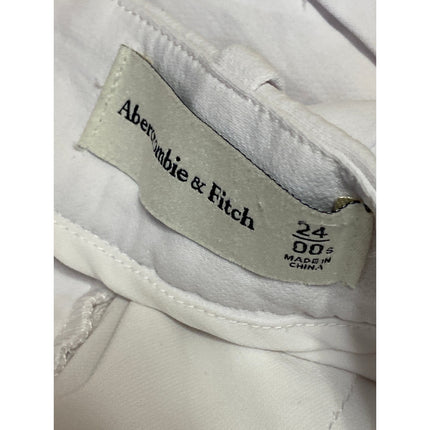 Abercrombie & Fitch
24
00S
MADE IN
CHINA